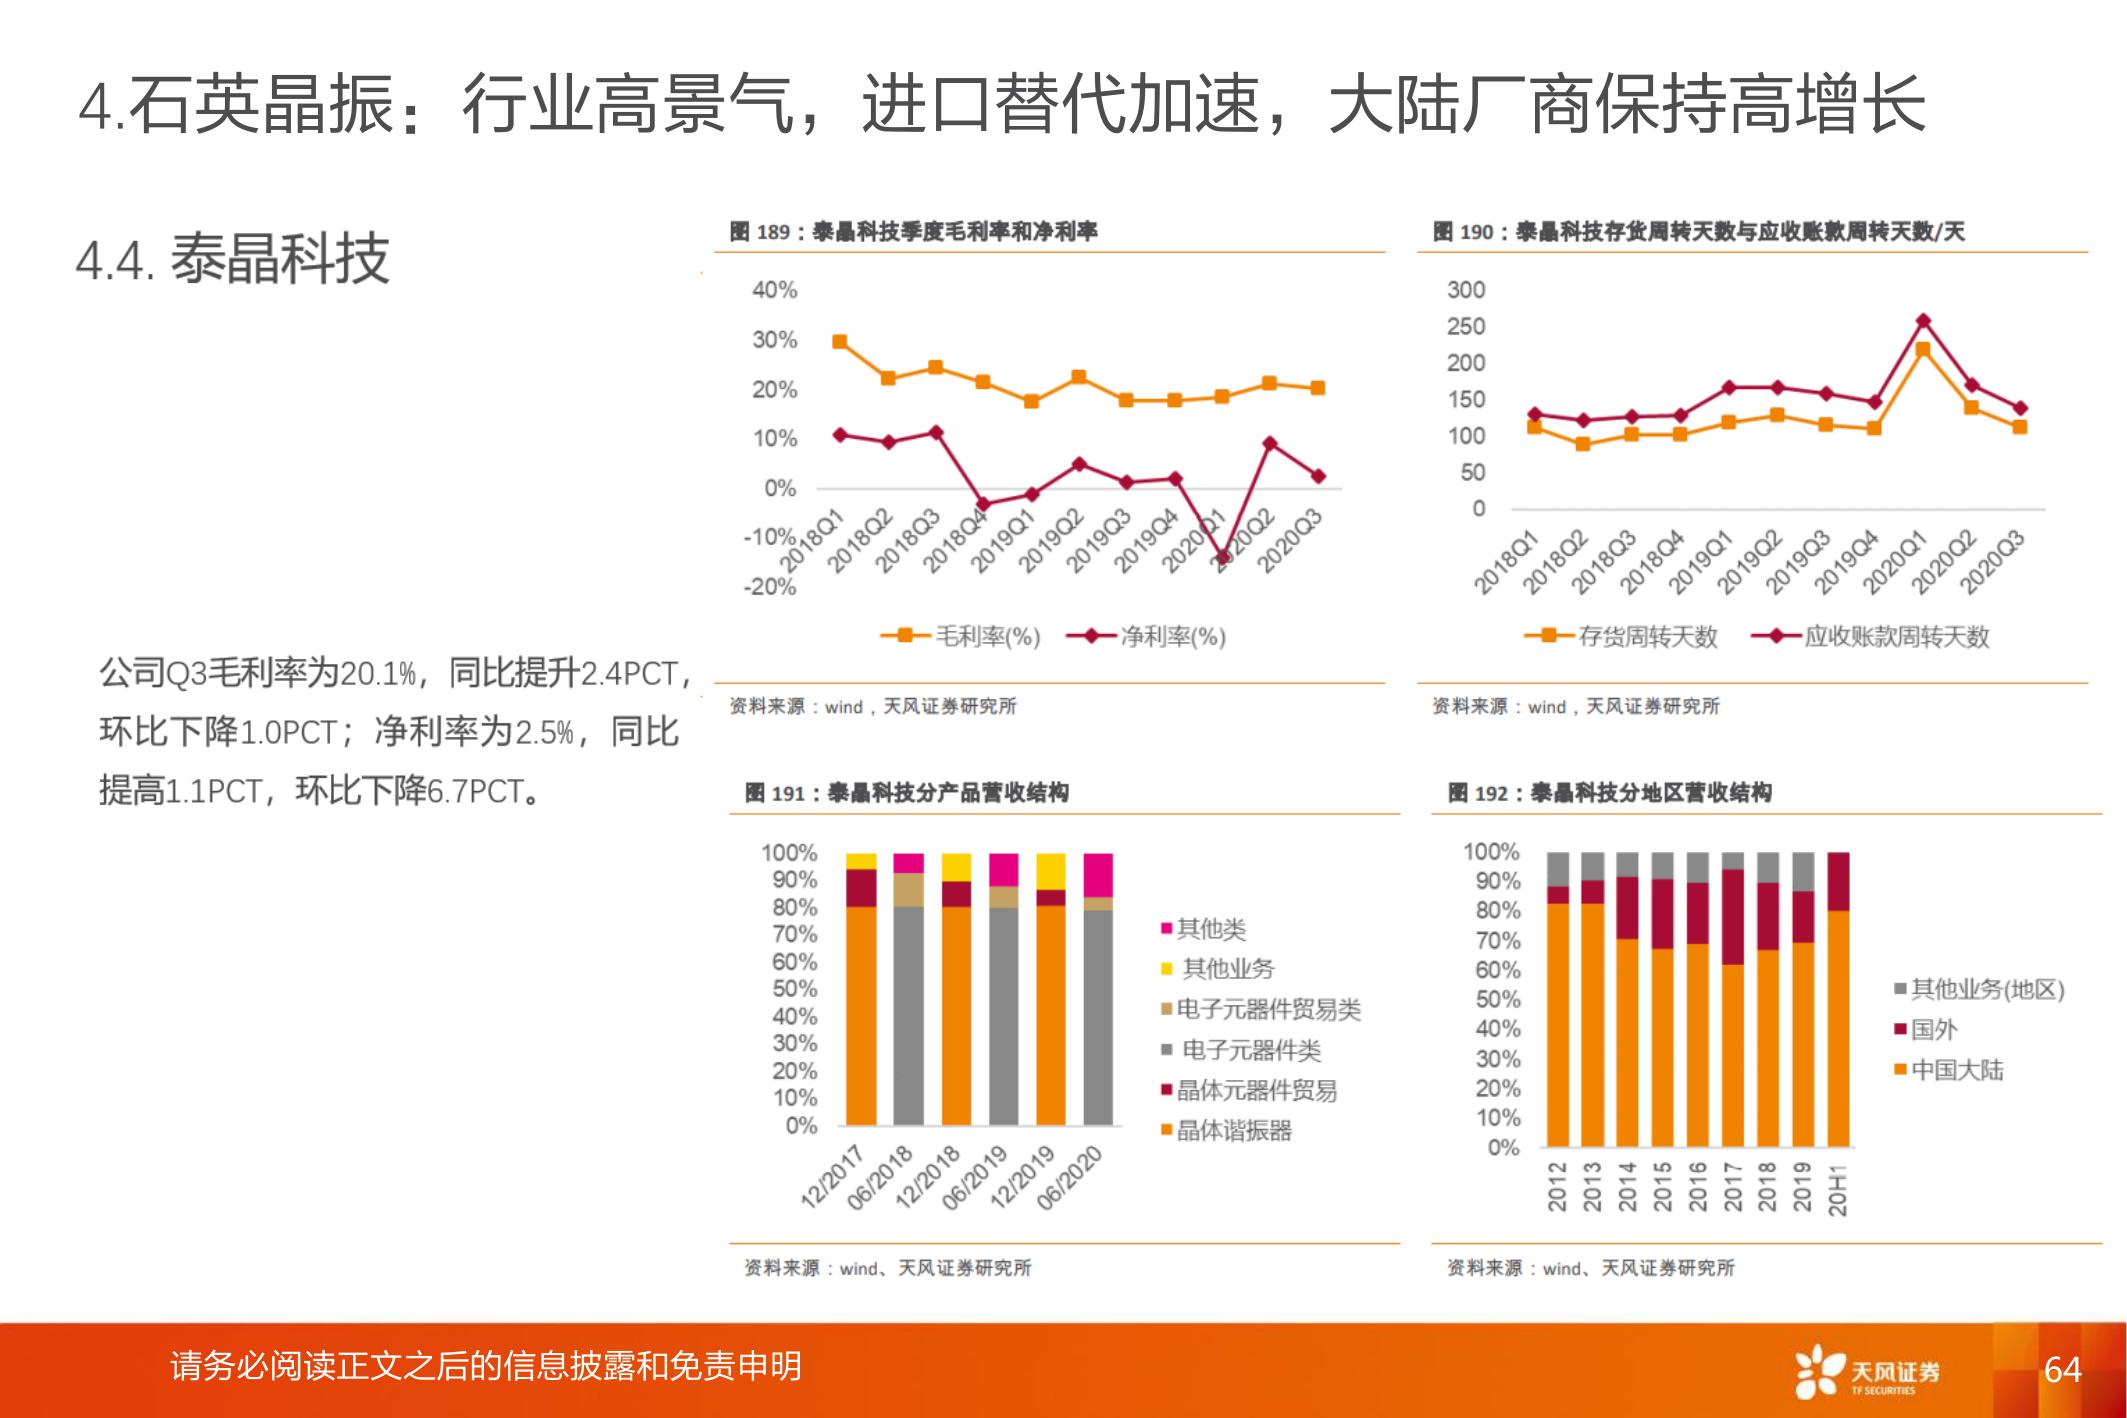 4.石英晶振：行业高景气，进口替代加速，大陆厂商保持高增长
4.4. 泰晶科技
公司Q3毛利率为20.1%，同比提升2.4PCT，
环比下降1.0PCT；净利率为2.5%，同比
提高1.1PCT，环比下降6.7PCT。
图 189：泰晶科技季度毛利率和净利率
40%
30%
20%
10%
0%
-10%
-20%
2018Q1
2018Q2
2018Q3
2018Q4
2019Q1
2019Q2
2019Q3
2019Q4
2020Q1
2020Q2
2020Q3
毛利率(%)
净利率(%)
资料来源：wind，天风证券研究所
图 190：泰晶科技存货周转天数与应收账款周转天数/天
300
250
200
150
100
50
0
2018Q1
2018Q2
2018Q3
2018Q4
2019Q1
2019Q2
2019Q3
2019Q4
2020Q1
2020Q2
2020Q3
存货周转天数
应收账款周转天数
资料来源：wind，天风证券研究所
图 191：泰晶科技分产品营收结构
100%
90%
80%
70%
60%
50%
40%
30%
20%
10%
0%
12/2017
06/2018
12/2018
06/2019
12/2019
06/2020
其他类
其他业务
电子元器件贸易类
电子元器件类
晶体元器件贸易
晶体谐振器
资料来源：wind、天风证券研究所
图 192：泰晶科技分地区营收结构
100%
90%
80%
70%
60%
50%
40%
30%
20%
10%
0%
2012
2013
2014
2015
2016
2017
2018
2019
20H1
其他业务(地区)
国外
中国大陆
资料来源：wind、天风证券研究所
请务必阅读正文之后的信息披露和免责申明
天风证券
TF SECURITIES
64